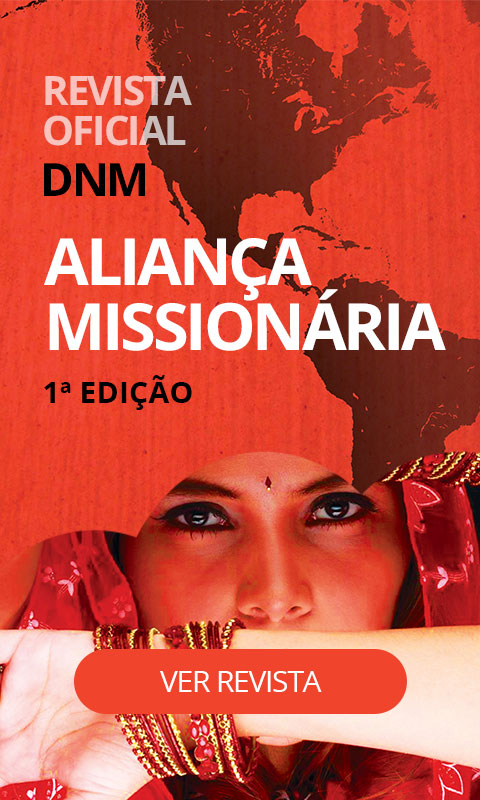 REVISTA
OFICIAL
DNM
ALIANÇA
MISSIONÁRIA
1ª EDIÇÃO
VER REVISTA